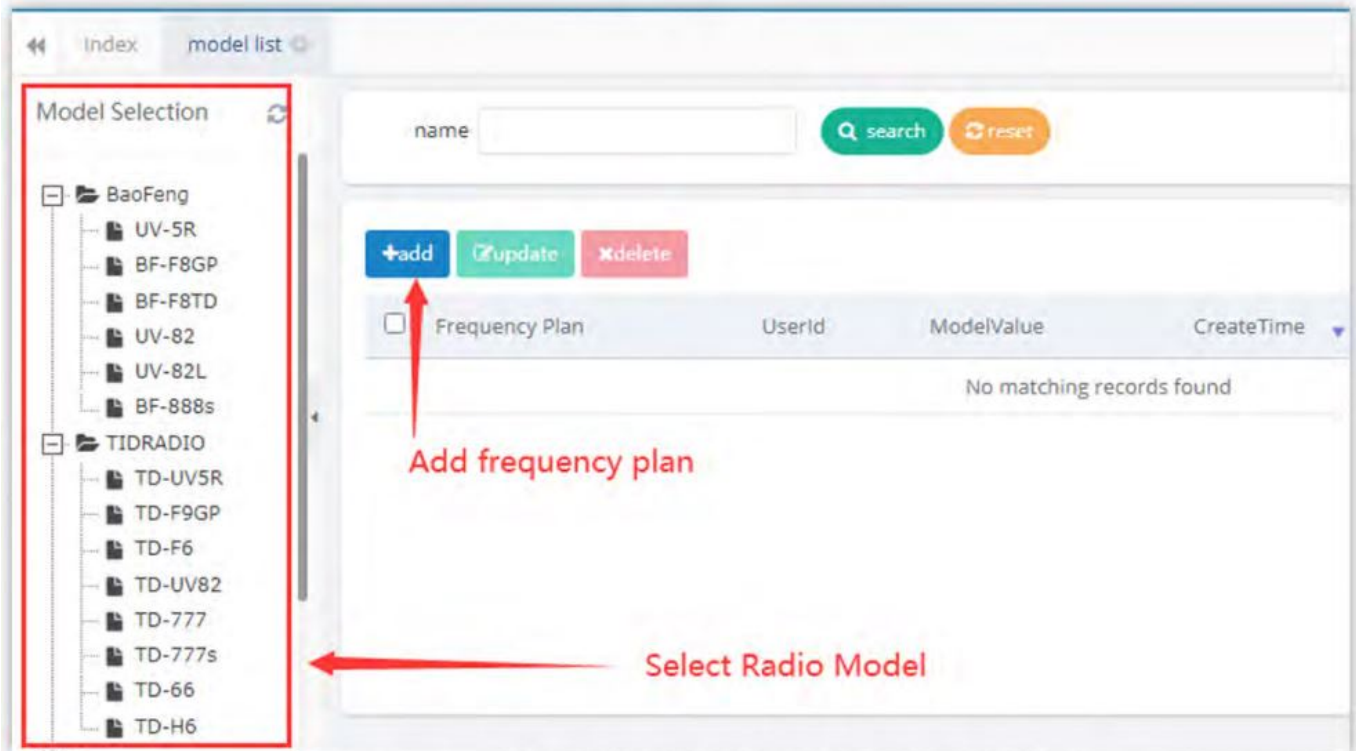 Index model list
Model Selection
BaoFeng
UV-5R
BF-F8GP
BF-F8TD
UV-82
UV-82L
BF-888s
TIDRADIO
TD-UV5R
TD-F9GP
TD-F6
TD-UV82
TD-777
TD-777s
TD-66
TD-H6
name search reset
+add update xdelete
Frequency Plan UserId ModelValue CreateTime
No matching records found
Add frequency plan
Select Radio Model